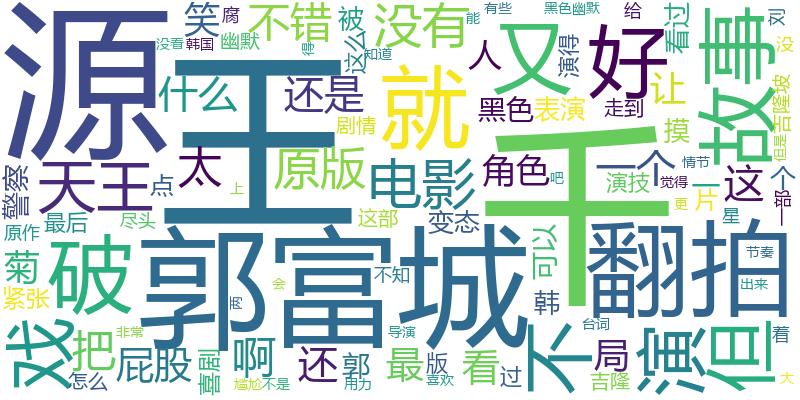 源
王
千
郭富城
翻拍
就
又
好
故事
破
不
演
但
戏
把
天王
太
原版
电影
角色
一个
这
笑
腐
不错
被
没有
人
演得
黑色幽默
有些
能
给
看过
刘
没
没看
韩国
幽默
得
这么
知道
什么
还是
剧情
黑色
表演
走到
让
摸
但是
吉隆坡
警察
点
上
吧
演技
觉得
情节
更
片
星
一部
个
原作
最后
尽头
这部
变态
可以
菊
紧张
两
会
不知
韩
节奏
出来
怎么
非常
屁股
喜剧
啊
尴尬
不是
还
用力
郭
最
导演
版
喜欢
看
过
台词
局
吉隆
着
大